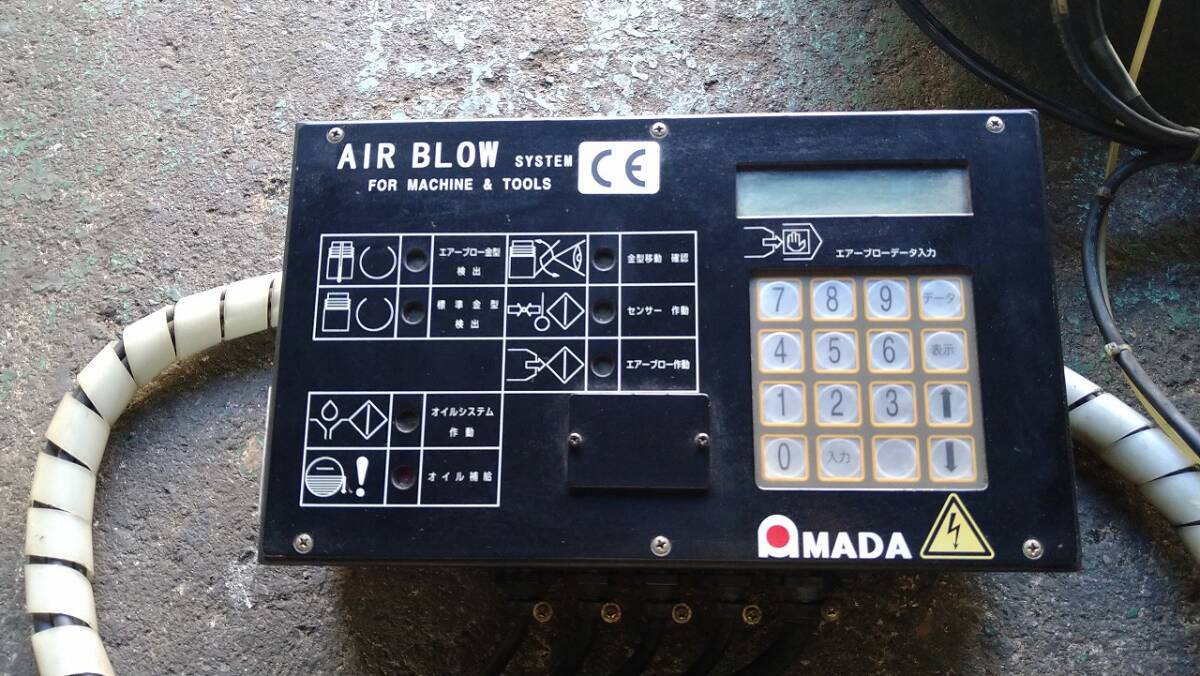 AIR BLOW SYSTEM
FOR MACHINE & TOOLS
CE
エアーブロー金型
検出
金型移動 確認
標準金型
検出
センサー 作動
エアーブロー作動
オイルシステム
作動
オイル補給
エアーブローデータ入力
7 8 9 データ
4 5 6 表示
1 2 3 ⬆
0 入力 ⬇
AMADA